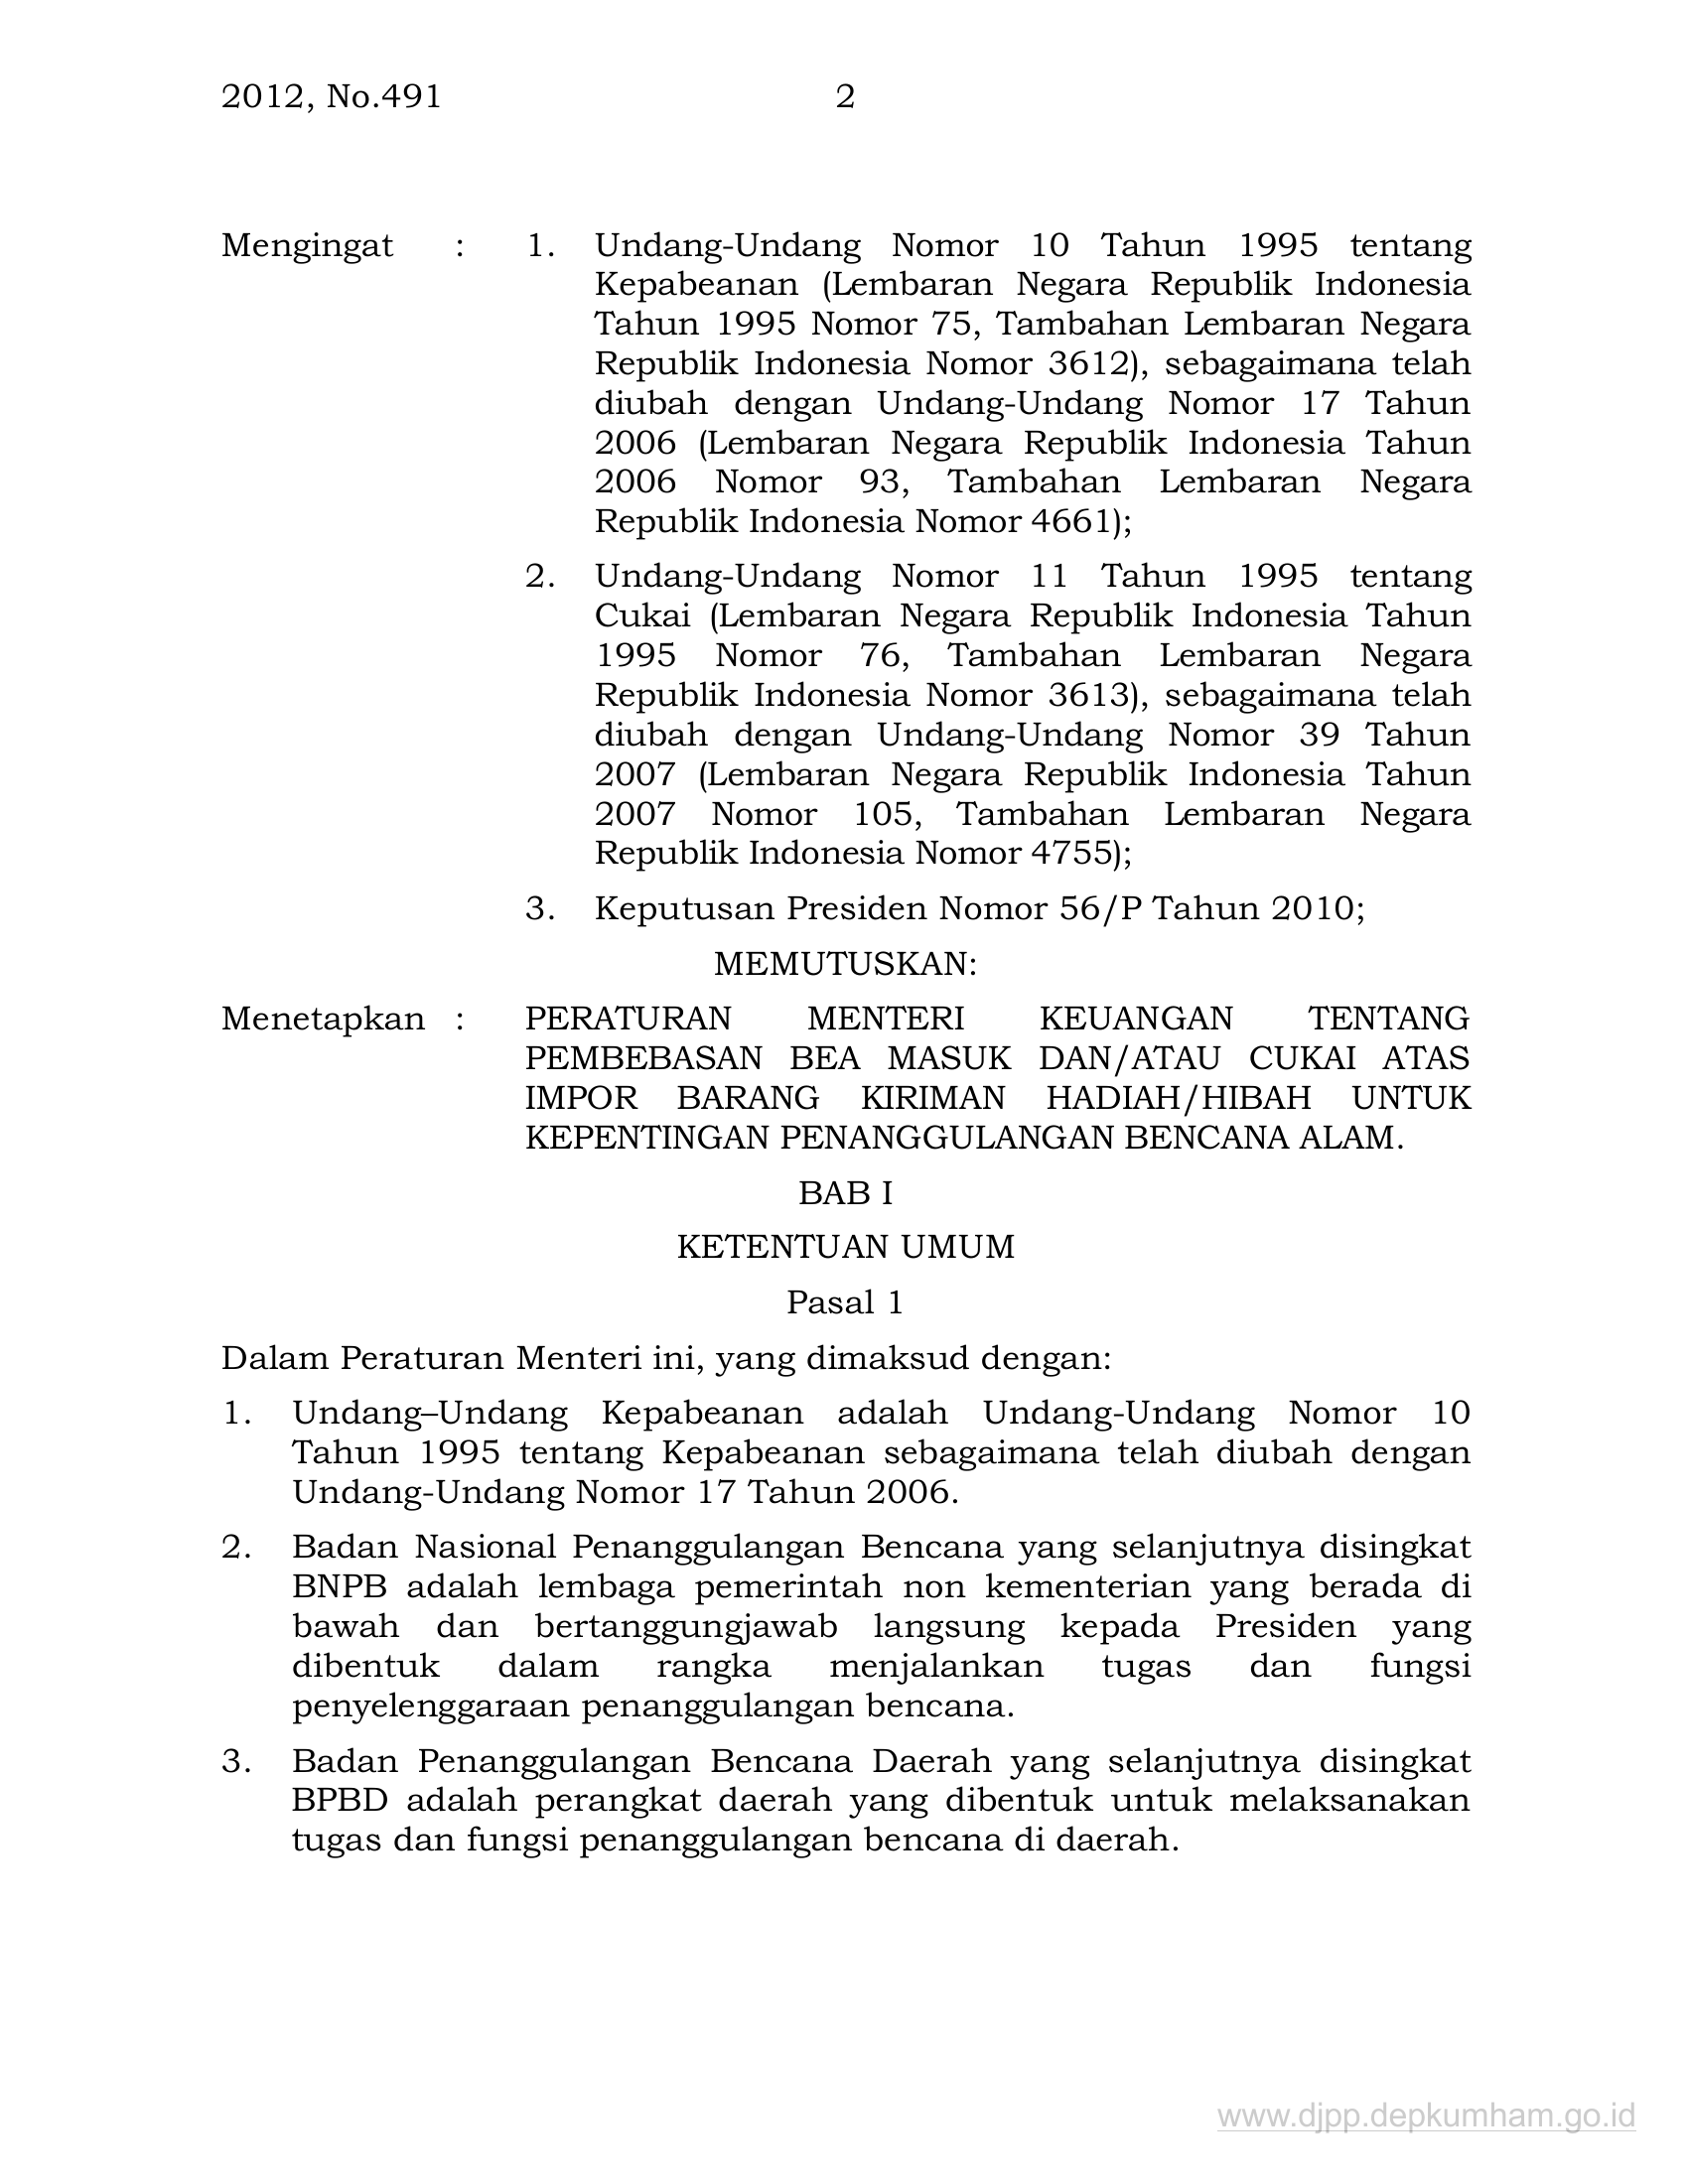 2012, No.491 2
Mengingat : 1. Undang-Undang Nomor 10 Tahun 1995 tentang
Kepabeanan (Lembaran Negara Republik Indonesia
Tahun 1995 Nomor 75, Tambahan Lembaran Negara
Republik Indonesia Nomor 3612), sebagaimana telah
diubah dengan Undang-Undang Nomor 17 Tahun
2006 (Lembaran Negara Republik Indonesia Tahun
2006 Nomor 93, Tambahan Lembaran Negara
Republik Indonesia Nomor 4661);
2. Undang-Undang Nomor 11 Tahun 1995 tentang
Cukai (Lembaran Negara Republik Indonesia Tahun
1995 Nomor 76, Tambahan Lembaran Negara
Republik Indonesia Nomor 3613), sebagaimana telah
diubah dengan Undang-Undang Nomor 39 Tahun
2007 (Lembaran Negara Republik Indonesia Tahun
2007 Nomor 105, Tambahan Lembaran Negara
Republik Indonesia Nomor 4755);
3. Keputusan Presiden Nomor 56/P Tahun 2010;
MEMUTUSKAN:
Menetapkan : PERATURAN MENTERI KEUANGAN TENTANG
PEMBEBASAN BEA MASUK DAN/ATAU CUKAI ATAS
IMPOR BARANG KIRIMAN HADIAH/HIBAH UNTUK
KEPENTINGAN PENANGGULANGAN BENCANA ALAM.
BAB I
KETENTUAN UMUM
Pasal 1
Dalam Peraturan Menteri ini, yang dimaksud dengan:
1. Undang–Undang Kepabeanan adalah Undang-Undang Nomor 10
Tahun 1995 tentang Kepabeanan sebagaimana telah diubah dengan
Undang-Undang Nomor 17 Tahun 2006.
2. Badan Nasional Penanggulangan Bencana yang selanjutnya disingkat
BNPB adalah lembaga pemerintah non kementerian yang berada di
bawah dan bertanggungjawab langsung kepada Presiden yang
dibentuk dalam rangka menjalankan tugas dan fungsi
penyelenggaraan penanggulangan bencana.
3. Badan Penanggulangan Bencana Daerah yang selanjutnya disingkat
BPBD adalah perangkat daerah yang dibentuk untuk melaksanakan
tugas dan fungsi penanggulangan bencana di daerah.
www.djpp.depkumham.go.id